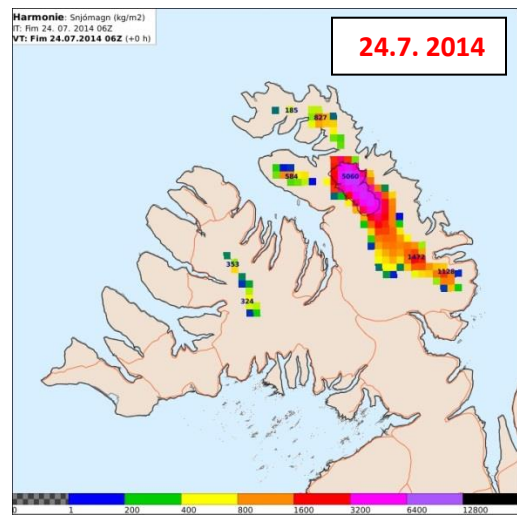 Harmonie: Snjómagn (kg/m2)
IT: Fim 24. 07. 2014 06Z
VT: Fim 24.07.2014 06Z (+0 h)
24.7. 2014
185
827
584
5060
353
1472
1128
324
0 1 200 400 800 1600 3200 6400 12800